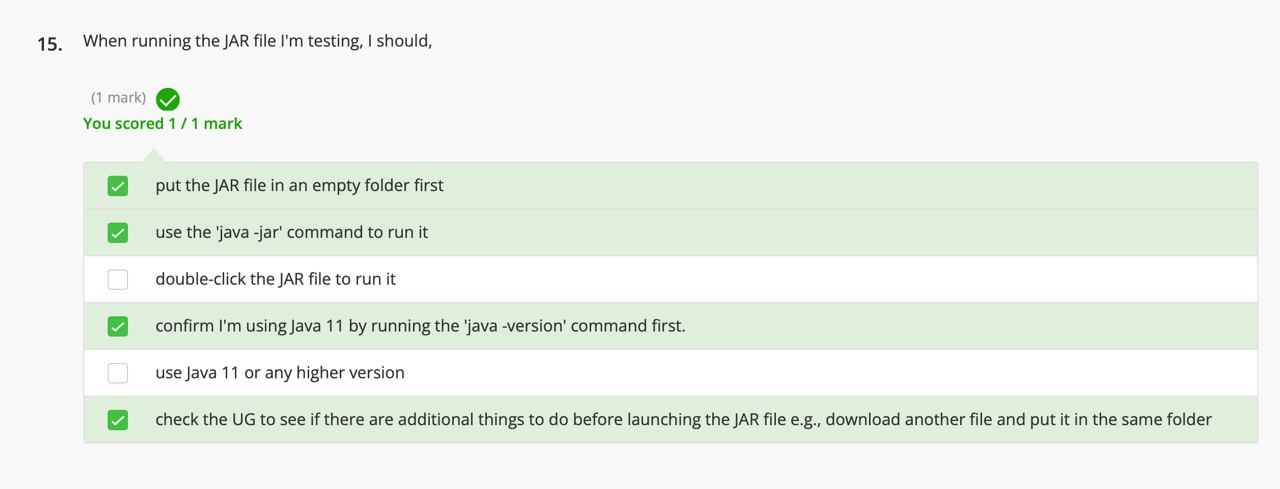 15. When running the JAR file I'm testing, I should,
(1 mark)
You scored 1 / 1 mark
put the JAR file in an empty folder first
use the 'java -jar' command to run it
double-click the JAR file to run it
confirm I'm using Java 11 by running the 'java -version' command first.
use Java 11 or any higher version
check the UG to see if there are additional things to do before launching the JAR file e.g., download another file and put it in the same folder